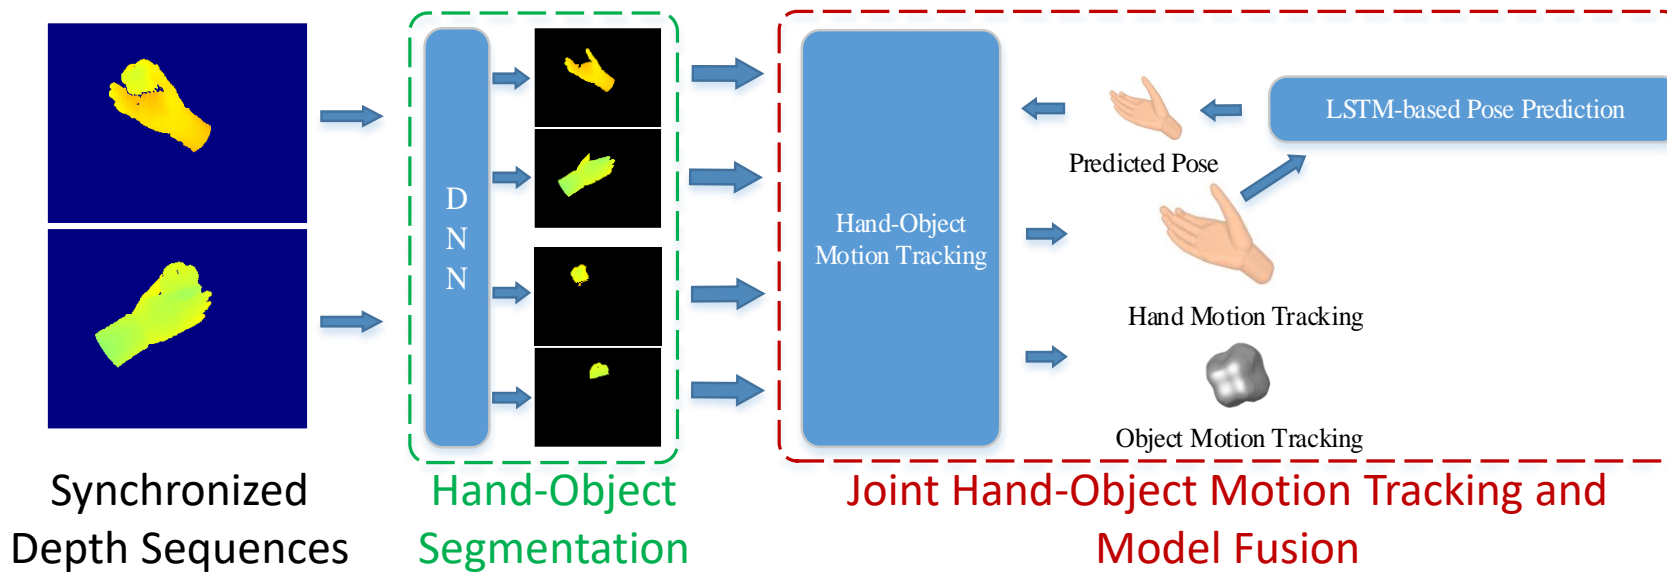 D
N
N
LSTM-based Pose Prediction
Predicted Pose
Hand-Object
Motion Tracking
Hand Motion Tracking
Object Motion Tracking
Synchronized
Depth Sequences
Hand-Object
Segmentation
Joint Hand-Object Motion Tracking and
Model Fusion